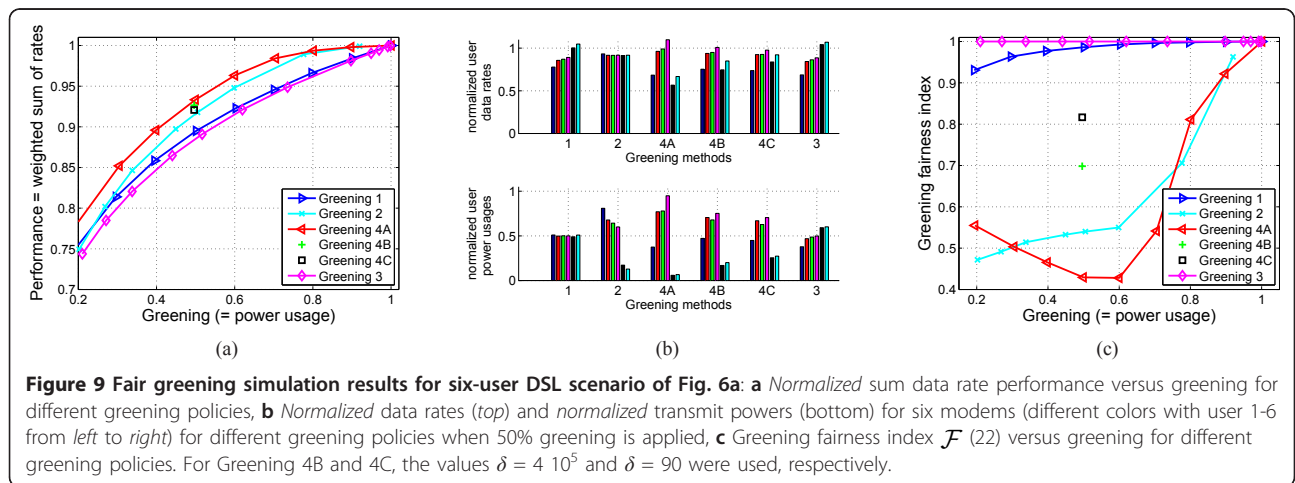 1
0.95
0.9
0.85
0.8
0.75
0.7
0.2 0.4 0.6 0.8 1
Performance = weighted sum of rates
Greening (= power usage)
Greening 1
Greening 2
Greening 4A
Greening 4B
Greening 4C
Greening 3
(a)
normalized user
data rates
1
0.5
0
1 2 4A 4B 4C 3
Greening methods
normalized user
power usages
1
0.5
0
1 2 4A 4B 4C 3
Greening methods
(b)
Greening fairness index
1
0.9
0.8
0.7
0.6
0.5
0.4
0.2 0.4 0.6 0.8 1
Greening (= power usage)
Greening 1
Greening 2
Greening 4A
Greening 4B
Greening 4C
Greening 3
(c)
Figure 9 Fair greening simulation results for six-user DSL scenario of Fig. 6a: a Normalized sum data rate performance versus greening for
different greening policies, b Normalized data rates (top) and normalized transmit powers (bottom) for six modems (different colors with user 1-6
from left to right) for different greening policies when 50% greening is applied, c Greening fairness index 𝓕 (22) versus greening for different
greening policies. For Greening 4B and 4C, the values δ = 4 10⁵ and δ = 90 were used, respectively.